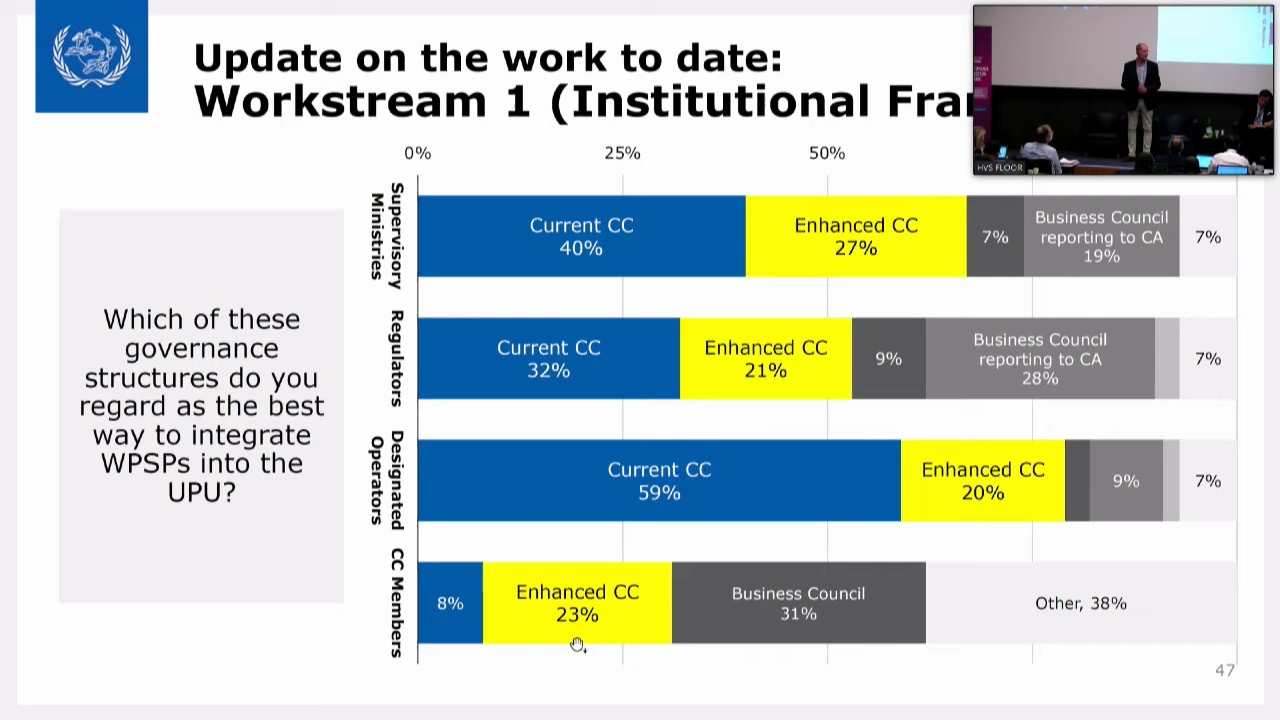 Update on the work to date:
Workstream 1 (Institutional Fra
HVS FLOOR
0%
25%
50%
Which of these
governance
structures do you
regard as the best
way to integrate
WPSPs into the
UPU?
Supervisory
Ministries
Current CC
40%
Enhanced CC
27%
7%
Business Council
reporting to CA
19%
7%
Regulators
Current CC
32%
Enhanced CC
21%
9%
Business Council
reporting to CA
28%
7%
Designated
Operators
Current CC
59%
Enhanced CC
20%
9%
7%
CC Members
8%
Enhanced CC
23%
Business Council
31%
Other, 38%
47